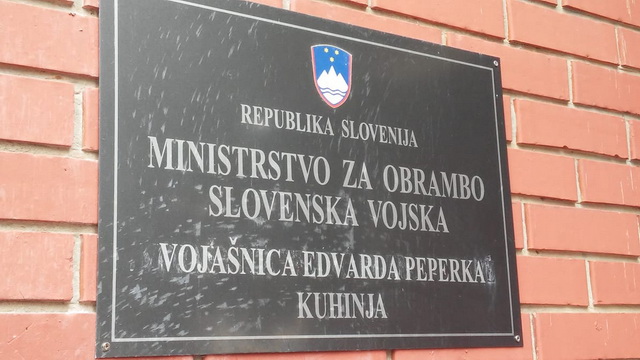 REPUBLIKA SLOVENIJA
MINISTRSTVO ZA OBRAMBO
SLOVENSKA VOJSKA
VOJAŠNICA EDVARDA PEPERKA
KUHINJA